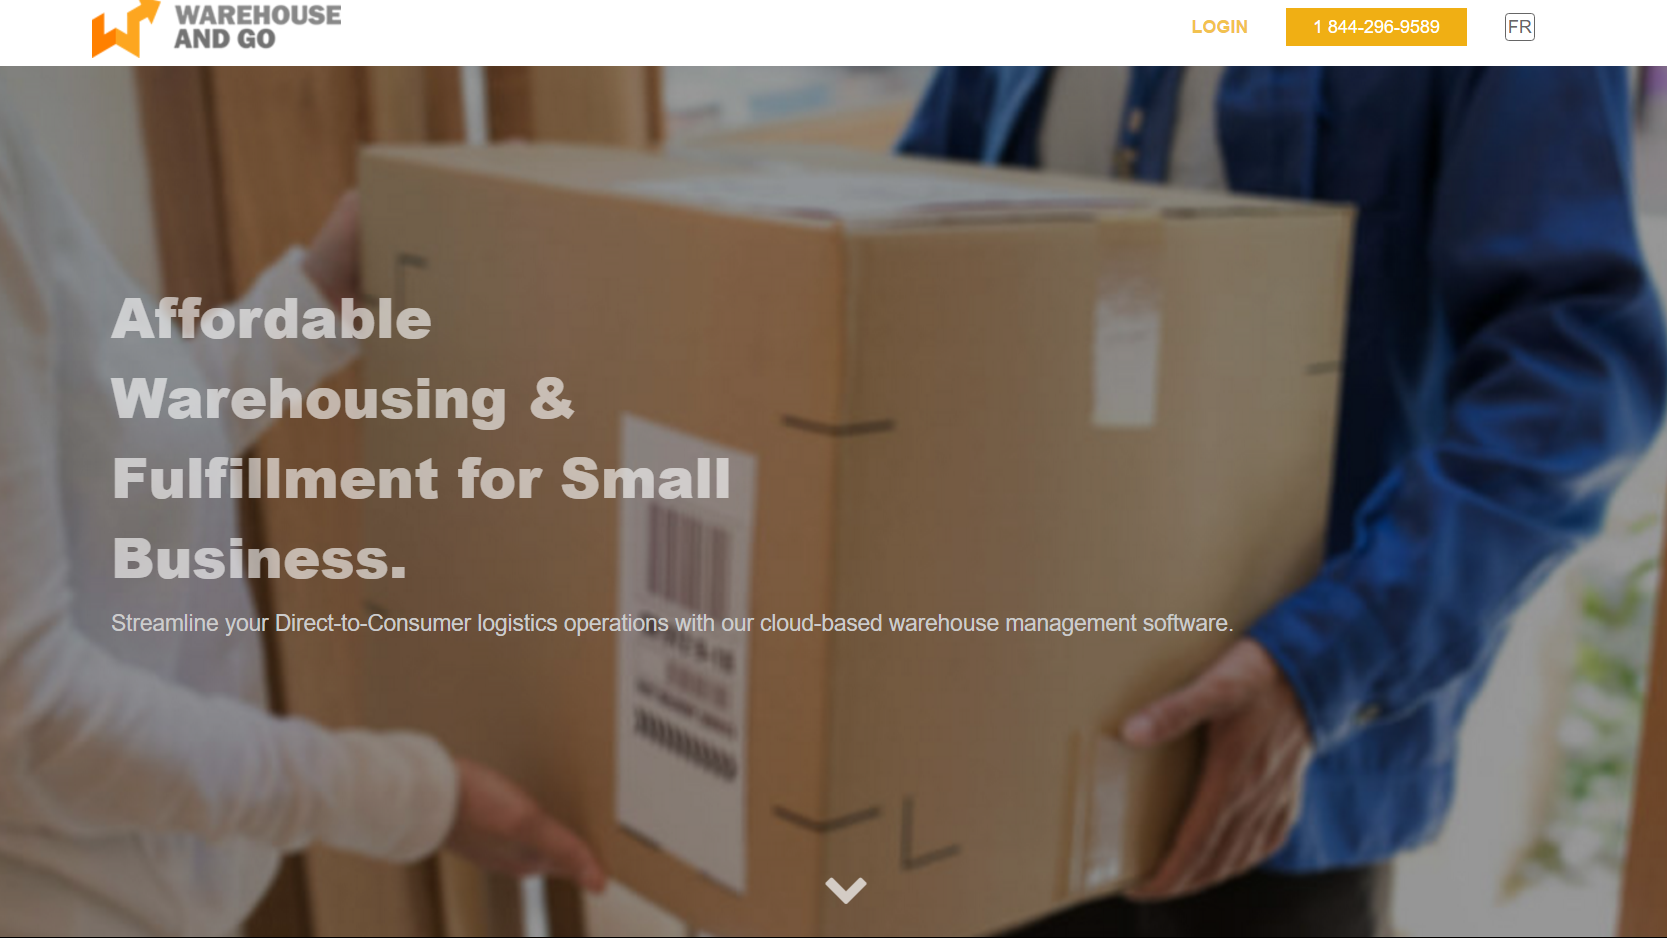 WAREHOUSE
AND GO
LOGIN
1 844-296-9589
FR
Affordable
Warehousing &
Fulfillment for Small
Business.
Streamline your Direct-to-Consumer logistics operations with our cloud-based warehouse management software.